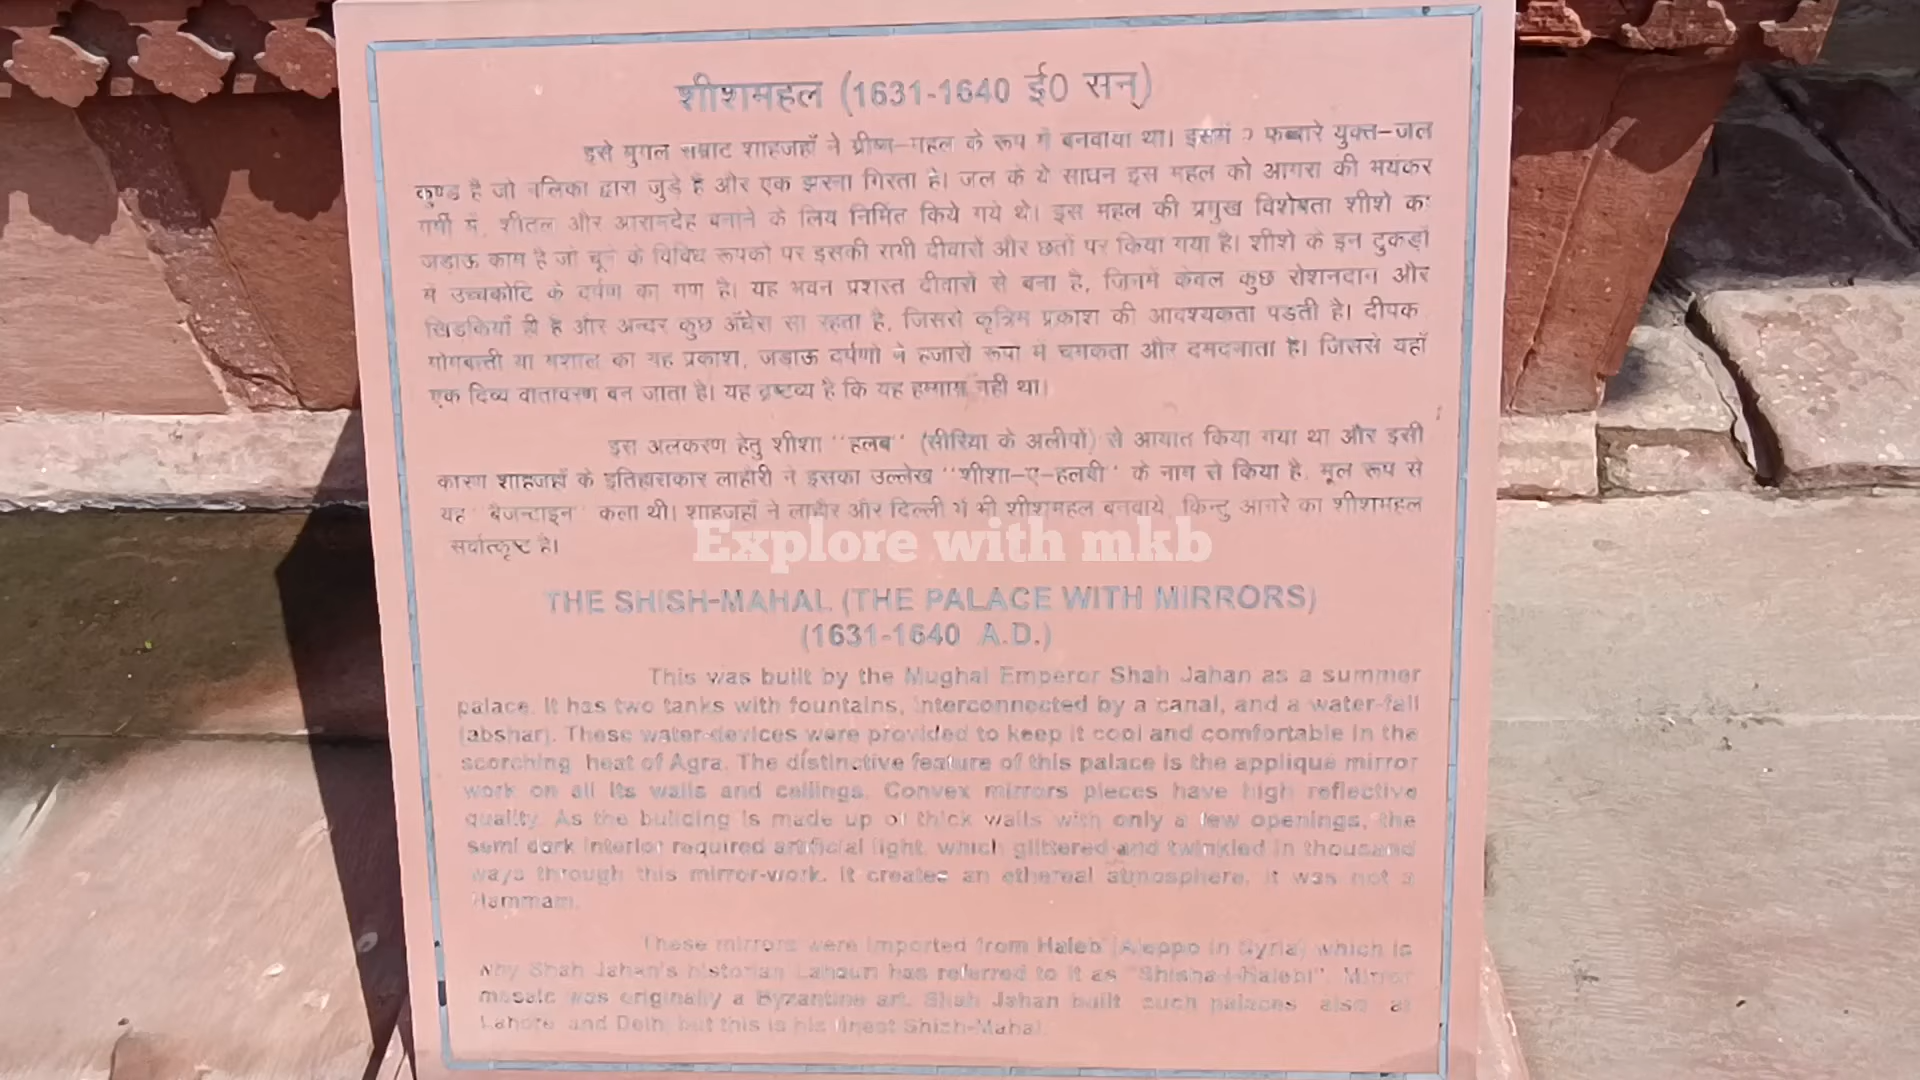 शीशमहल (1631-1640 ई0 सन्)
इसे मुगल सम्राट शाहजहाँ ने ग्रीष्म-महल के रूप में बनवाया था। इसमें २ फब्बारे युक्त-जल
कुण्ड है जो नलिका द्वारा जुड़े है और एक झरना गिरता है। जल के ये साधन इस महल को आगरा की भयंकर
गर्मी में, शीतल और आरामदेह बनाने के लिय निर्मित किये गये थे। इस महल की प्रमुख विशेषता शीशे का
जड़ाऊ काम है जो चूने के विविध रूपको पर इसकी सभी दीवारों और छतों पर किया गया है। शीशे के इन टुकड़ों
में उच्चकोटि के दर्पण का गुण है। यह भवन प्रशस्त दीवारों से बना है, जिनमें केवल कुछ रोशनदान और
खिड़कियाँ ही है और अन्दर कुछ अँधेरा सा रहता है, जिससे कृत्रिम प्रकाश की आवश्यकता पड़ती है। दीपक,
मोमबत्ती या मशाल का यह प्रकाश, जड़ाऊ दर्पणों में हजारों रूपों में चमकता और दमदमाता है। जिससे यहाँ
एक दिव्य वातावरण बन जाता है। यह द्रष्टव्य है कि यह हम्माम नही था।
इस अलंकरण हेतु शीशा "हलब" (सीरिया के अलीपो) से आयात किया गया था और इसी
कारण शाहजहाँ के इतिहासकार लाहौरी ने इसका उल्लेख "शीशा-ए-हलबी" के नाम से किया है, मूल रूप से
यह "बैजन्टाइन" कला थी। शाहजहाँ ने लाहौर और दिल्ली में भी शीशमहल बनवाये, किन्तु आगरे का शीशमहल
सर्वोत्कृष्ट है।
Explore with mkb
THE SHISH-MAHAL (THE PALACE WITH MIRRORS)
(1631-1640 A.D.)
This was built by the Mughal Emperor Shah Jahan as a summer
palace. It has two tanks with fountains, interconnected by a canal, and a water-fall
(abshar). These water-devices were provided to keep it cool and comfortable in the
scorching heat of Agra. The distinctive feature of this palace is the applique mirror
work on all its walls and ceilings. Convex mirrors pieces have high reflective
quality. As the building is made up of thick walls with only a few openings, the
semi dark interior required artificial light, which glittered and twinkled in thousand
ways through this mirror-work. It creates an ethereal atmosphere. It was not a
Hammam.
These mirrors were imported from Haleb (Aleppo in Syria) which is
why Shah Jahan's historian Lahouri has referred to it as "Shisha-i-Halebi". Mirror
mosaic was originally a Byzantine art. Shah Jahan built such palaces also at
Lahore and Delhi but this is his finest Shish-Mahal.